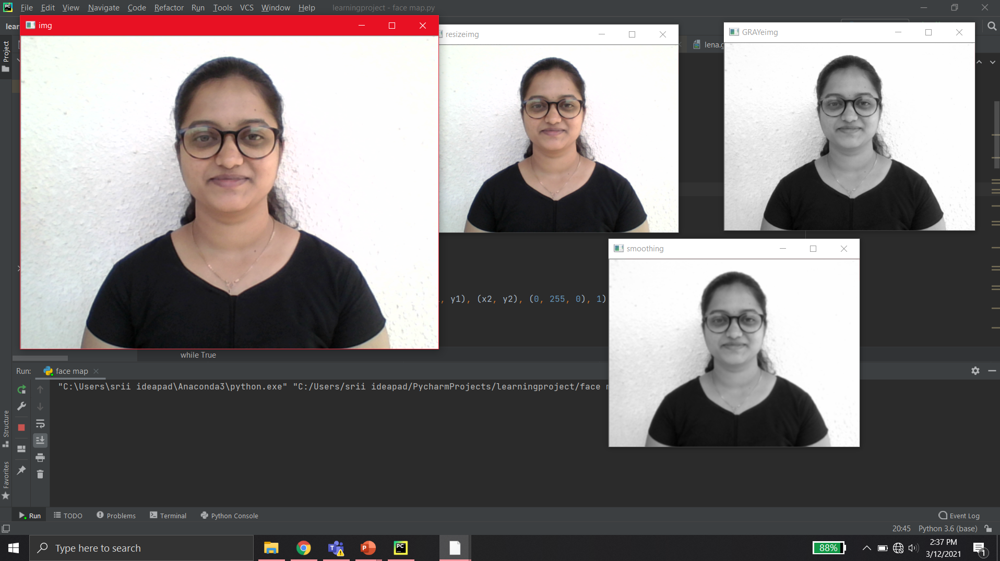 PC File Edit View Navigate Code Refactor Run Tools VCS Window Help learningproject - face map.py
lear
img
resizeimg
GRAYeimg
Project
lena.g
smoothing
, y1), (x2, y2), (0, 255, 0), 1)
while True
Run: face map
"C:\Users\srii ideapad\Anaconda3\python.exe" "C:/Users/srii ideapad/PycharmProjects/learningproject/face m
Structure
Favorites
Run TODO Problems Terminal Python Console Event Log
20:45 Python 3.6 (base)
Type here to search
T
P
PC
88%
2:37 PM
3/12/2021
1